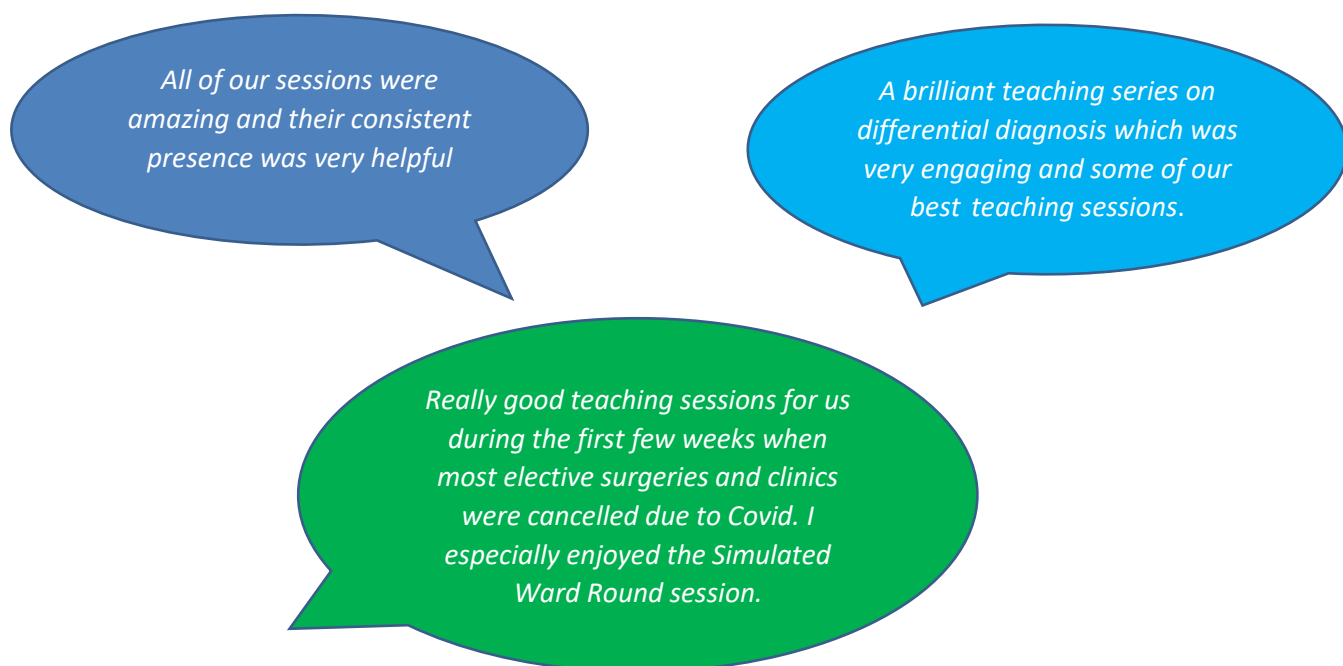 All of our sessions were
amazing and their consistent
presence was very helpful
A brilliant teaching series on
differential diagnosis which was
very engaging and some of our
best teaching sessions.
Really good teaching sessions for us
during the first few weeks when
most elective surgeries and clinics
were cancelled due to Covid. I
especially enjoyed the Simulated
Ward Round session.